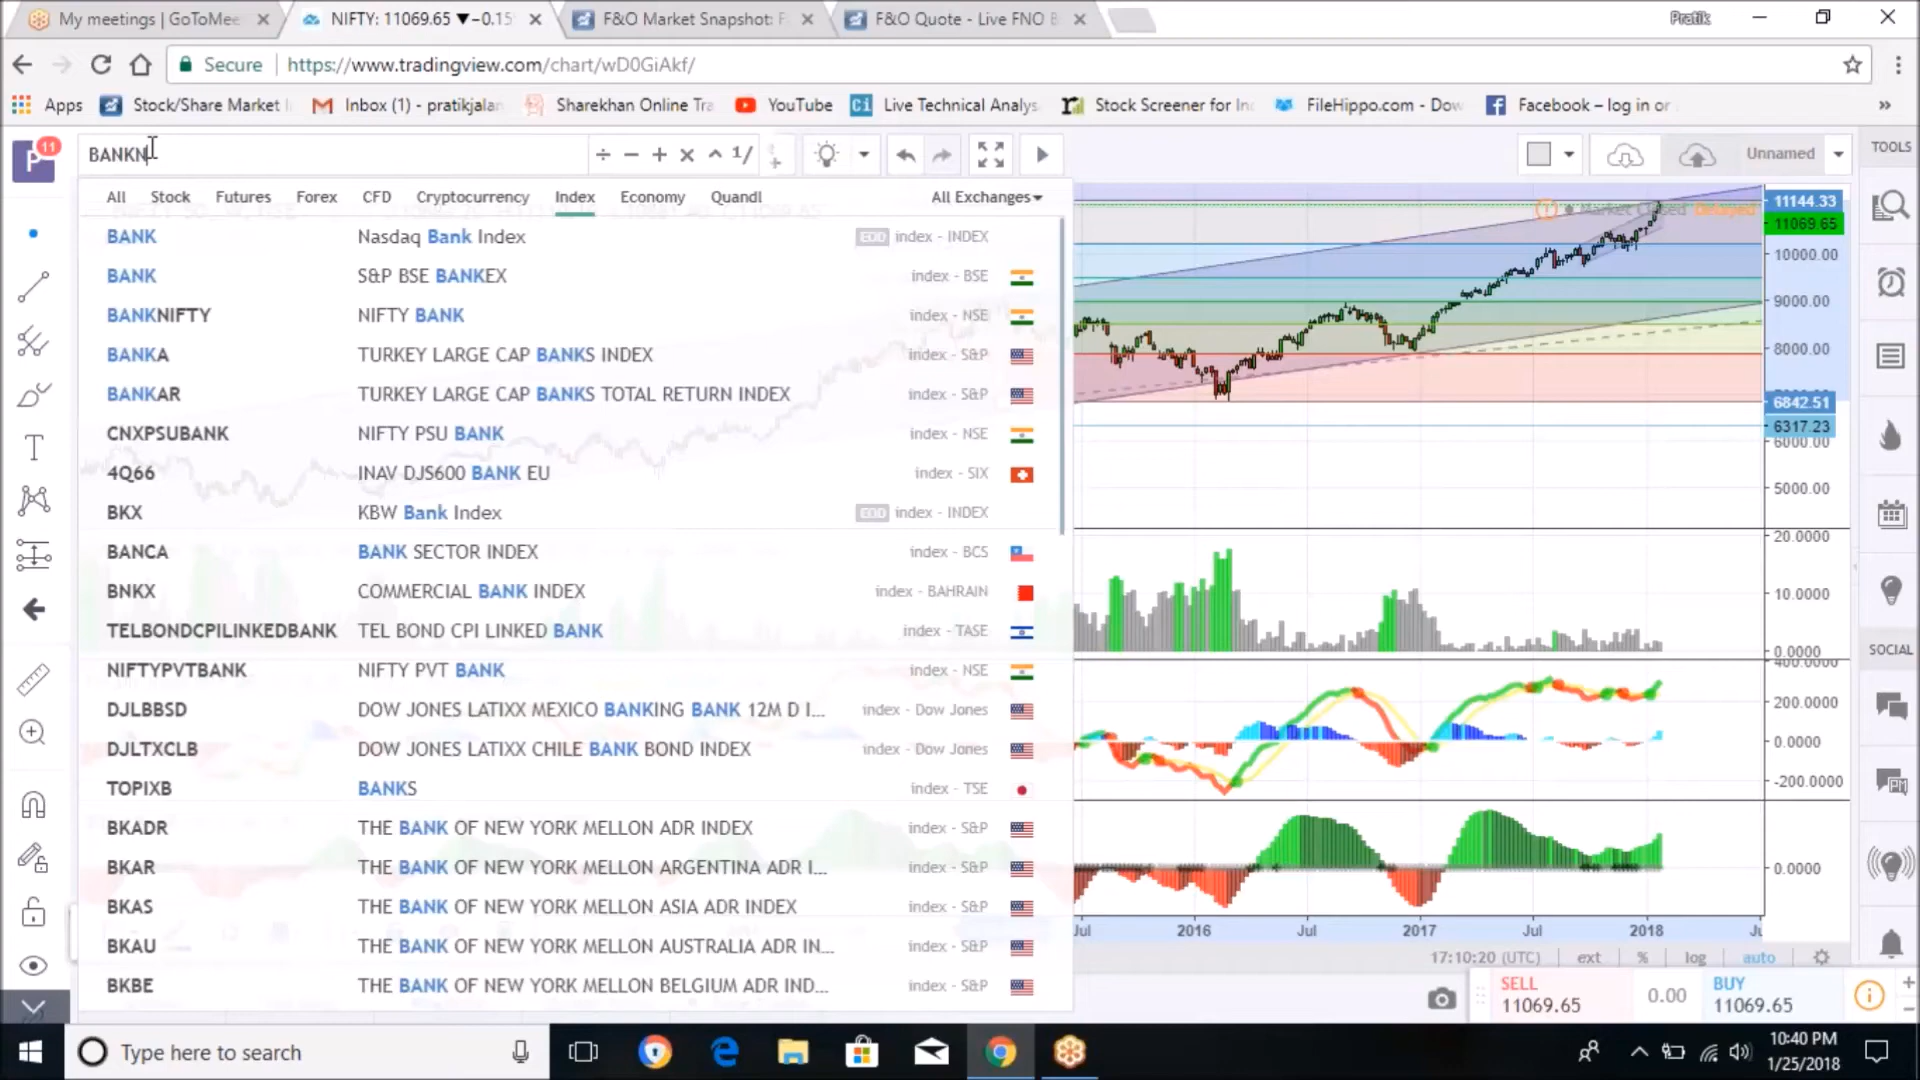 My meetings | GoToMee
NIFTY: 11069.65 ▼ −0.15
F&O Market Snapshot: F
F&O Quote - Live FNO B
Pratik
Secure
https://www.tradingview.com/chart/wD0GiAkf/
Apps
Stock/Share Market
Inbox (1) - pratikjalan
Sharekhan Online Tra
YouTube
Live Technical Analys
Stock Screener for In
FileHippo.com - Dow
Facebook – log in or
»
P 11
BANKN
÷ − + × ^ 1/
Unnamed
TOOLS
All Stock Futures Forex CFD Cryptocurrency Index Economy Quandl All Exchanges
BANK Nasdaq Bank Index EOD index - INDEX
BANK S&P BSE BANKEX index - BSE
BANKNIFTY NIFTY BANK index - NSE
BANKA TURKEY LARGE CAP BANKS INDEX index - S&P
BANKAR TURKEY LARGE CAP BANKS TOTAL RETURN INDEX index - S&P
CNXPSUBANK NIFTY PSU BANK index - NSE
4Q66 INAV DJS600 BANK EU index - SIX
BKX KBW Bank Index EOD index - INDEX
BANCA BANK SECTOR INDEX index - BCS
BNKX COMMERCIAL BANK INDEX index - BAHRAIN
TELBONDCPILINKEDBANK TEL BOND CPI LINKED BANK index - TASE
NIFTYPVTBANK NIFTY PVT BANK index - NSE
DJLBBSD DOW JONES LATIXX MEXICO BANKING BANK 12M D I... index - Dow Jones
DJLTXCLB DOW JONES LATIXX CHILE BANK BOND INDEX index - Dow Jones
TOPIXB BANKS index - TSE
BKADR THE BANK OF NEW YORK MELLON ADR INDEX index - S&P
BKAR THE BANK OF NEW YORK MELLON ARGENTINA ADR I... index - S&P
BKAS THE BANK OF NEW YORK MELLON ASIA ADR INDEX index - S&P
BKAU THE BANK OF NEW YORK MELLON AUSTRALIA ADR IN... index - S&P
BKBE THE BANK OF NEW YORK MELLON BELGIUM ADR IND... index - S&P
Market Closed Delayed
11144.33
11069.65
10000.00
9000.00
8000.00
6842.51
6317.23
6000.00
5000.00
20.0000
10.0000
0.0000
400.0000
200.0000
0.0000
-200.0000
0.0000
Jul 2016 Jul 2017 Jul 2018 Ju
17:10:20 (UTC) ext % log auto
SELL
11069.65
0.00
BUY
11069.65
SOCIAL
PM
Type here to search
10:40 PM
1/25/2018